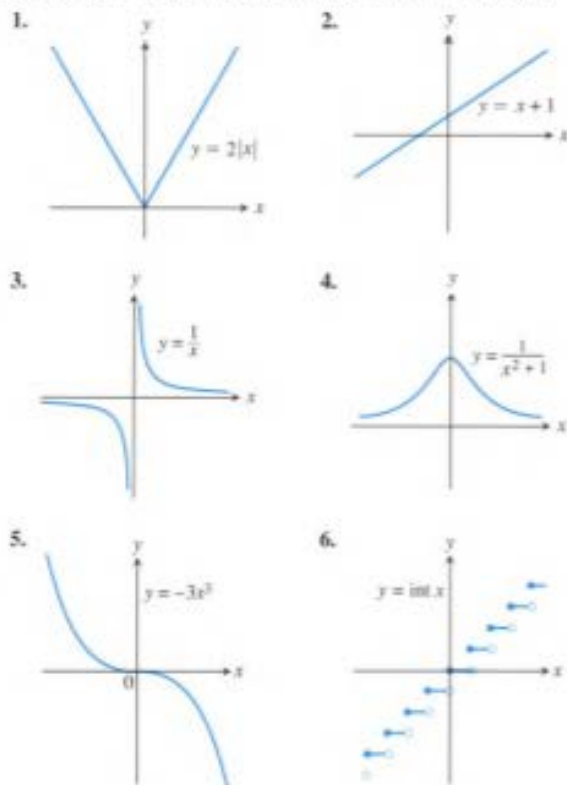 1.
y
y = 2|x|
x
2.
y
y = x + 1
x
3.
y
y = 1/x
x
4.
y
y = 1/(x² + 1)
x
5.
y
y = -3x³
0
x
6.
y
y = int x
x